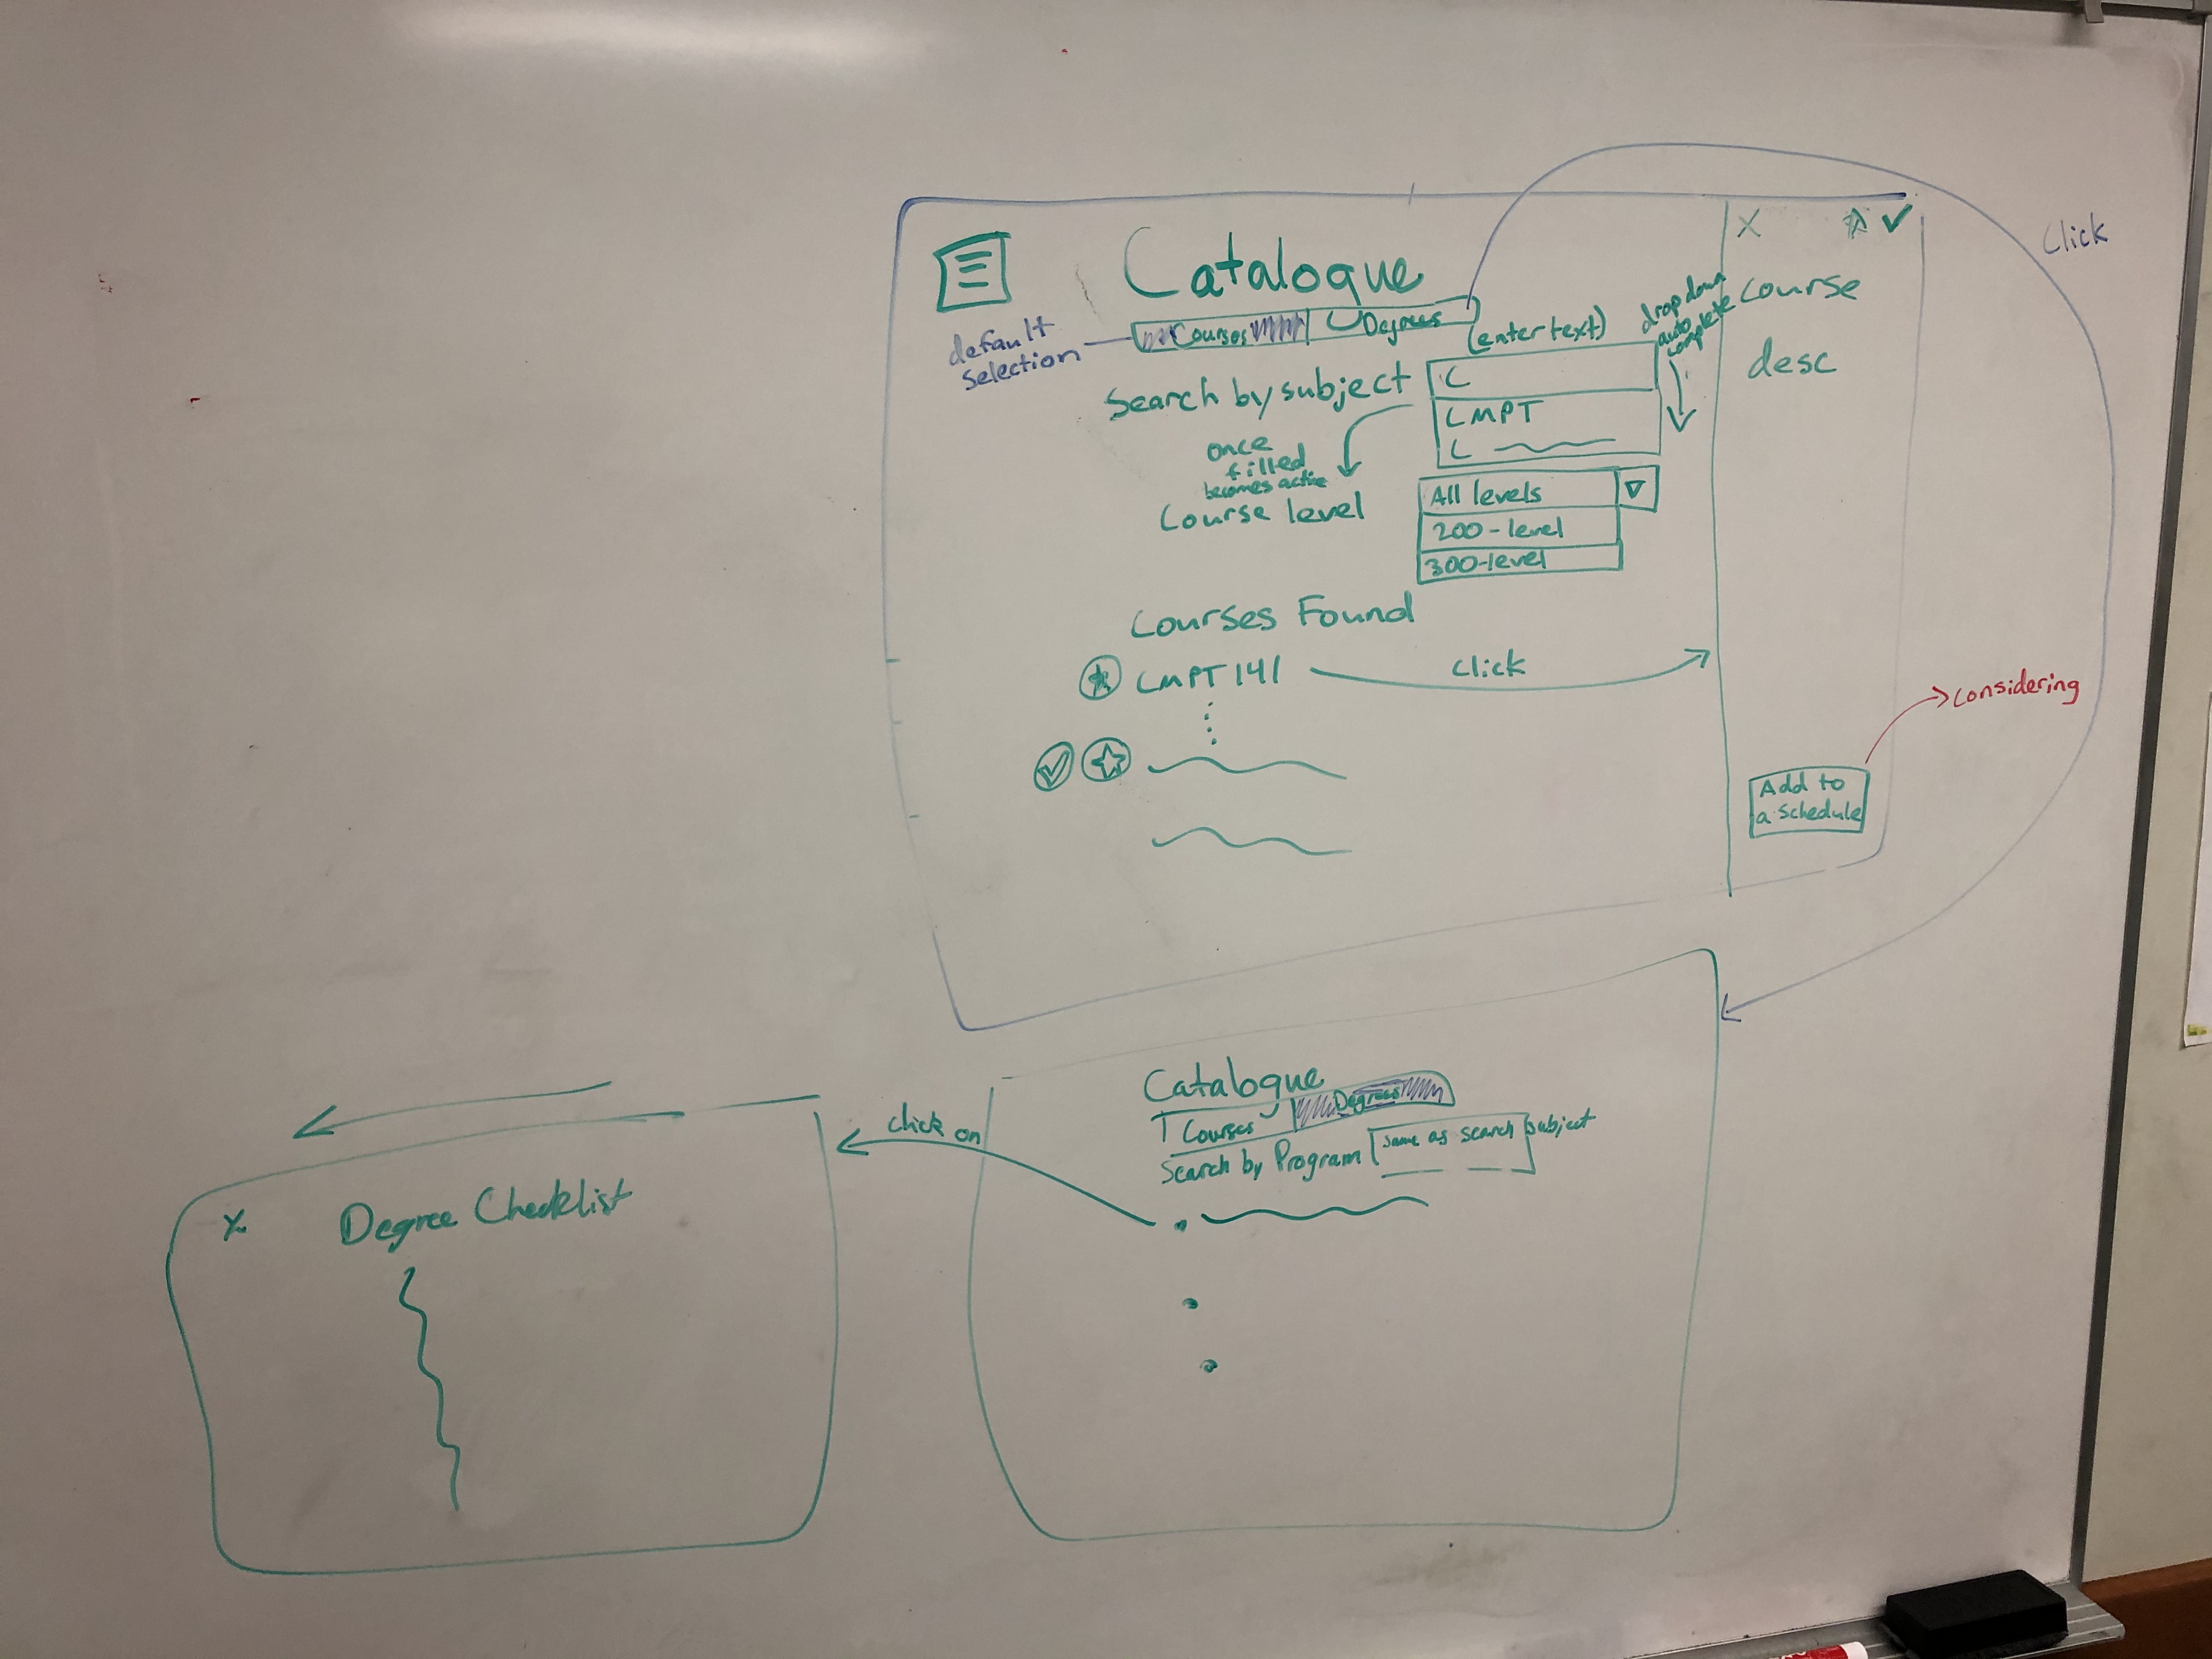 Catalogue
Click
default
selection
Courses
Degrees
(enter text)
drop down
auto
complete
X
course
desc
Search by subject
C
CMPT
C
once
filled
becomes active
Course level
All levels
200-level
300-level
Courses Found
CMPT 141
click
considering
Add to
a schedule
Catalogue
Courses
Degrees
Search by Program
same as search subject
click on
X
Degree Checklist